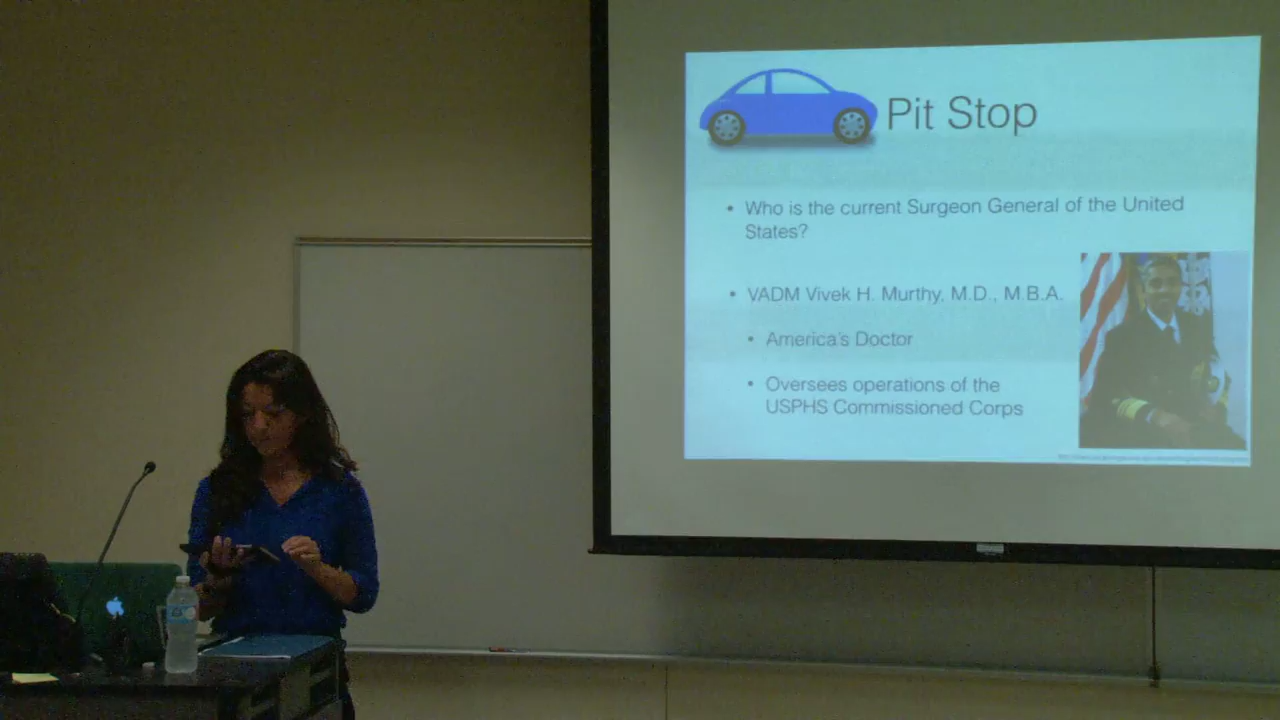 Pit Stop
• Who is the current Surgeon General of the United
States?
• VADM Vivek H. Murthy, M.D., M.B.A.
• America's Doctor
• Oversees operations of the
USPHS Commissioned Corps